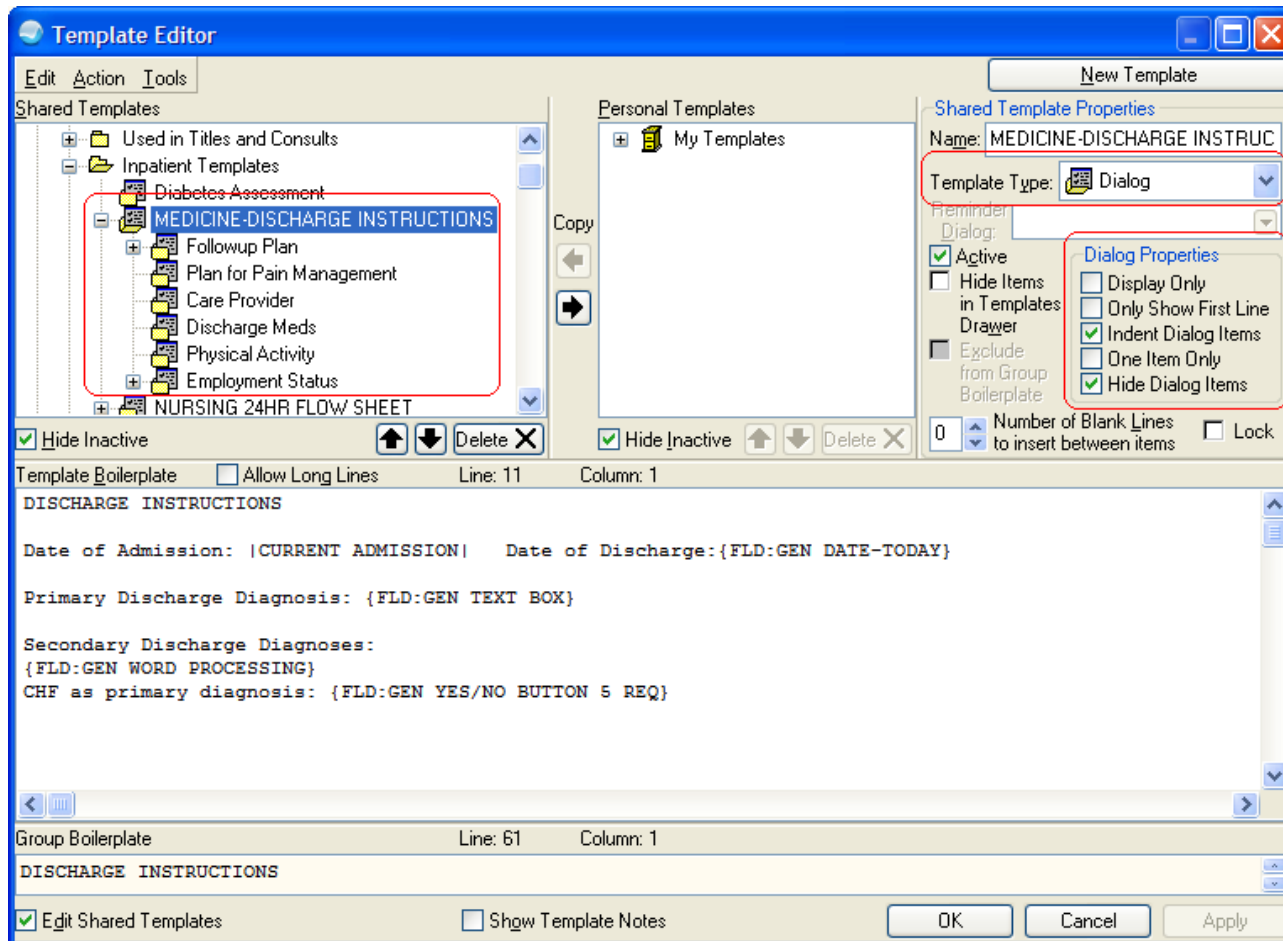 Template Editor
Edit Action Tools
New Template
Shared Templates
Used in Titles and Consults
Inpatient Templates
Diabetes Assessment
MEDICINE-DISCHARGE INSTRUCTIONS
Followup Plan
Plan for Pain Management
Care Provider
Discharge Meds
Physical Activity
Employment Status
NURSING 24HR FLOW SHEET
Hide Inactive
Delete
Copy
Personal Templates
My Templates
Hide Inactive
Delete
Shared Template Properties
Name: MEDICINE-DISCHARGE INSTRUC
Template Type: Dialog
Reminder
Dialog:
Active
Hide Items
in Templates
Drawer
Exclude
from Group
Boilerplate
Dialog Properties
Display Only
Only Show First Line
Indent Dialog Items
One Item Only
Hide Dialog Items
0 Number of Blank Lines
to insert between items
Lock
Template Boilerplate Allow Long Lines Line: 11 Column: 1
DISCHARGE INSTRUCTIONS
Date of Admission: |CURRENT ADMISSION| Date of Discharge:{FLD:GEN DATE-TODAY}
Primary Discharge Diagnosis: {FLD:GEN TEXT BOX}
Secondary Discharge Diagnoses:
{FLD:GEN WORD PROCESSING}
CHF as primary diagnosis: {FLD:GEN YES/NO BUTTON 5 REQ}
Group Boilerplate Line: 61 Column: 1
DISCHARGE INSTRUCTIONS
Edit Shared Templates Show Template Notes OK Cancel Apply